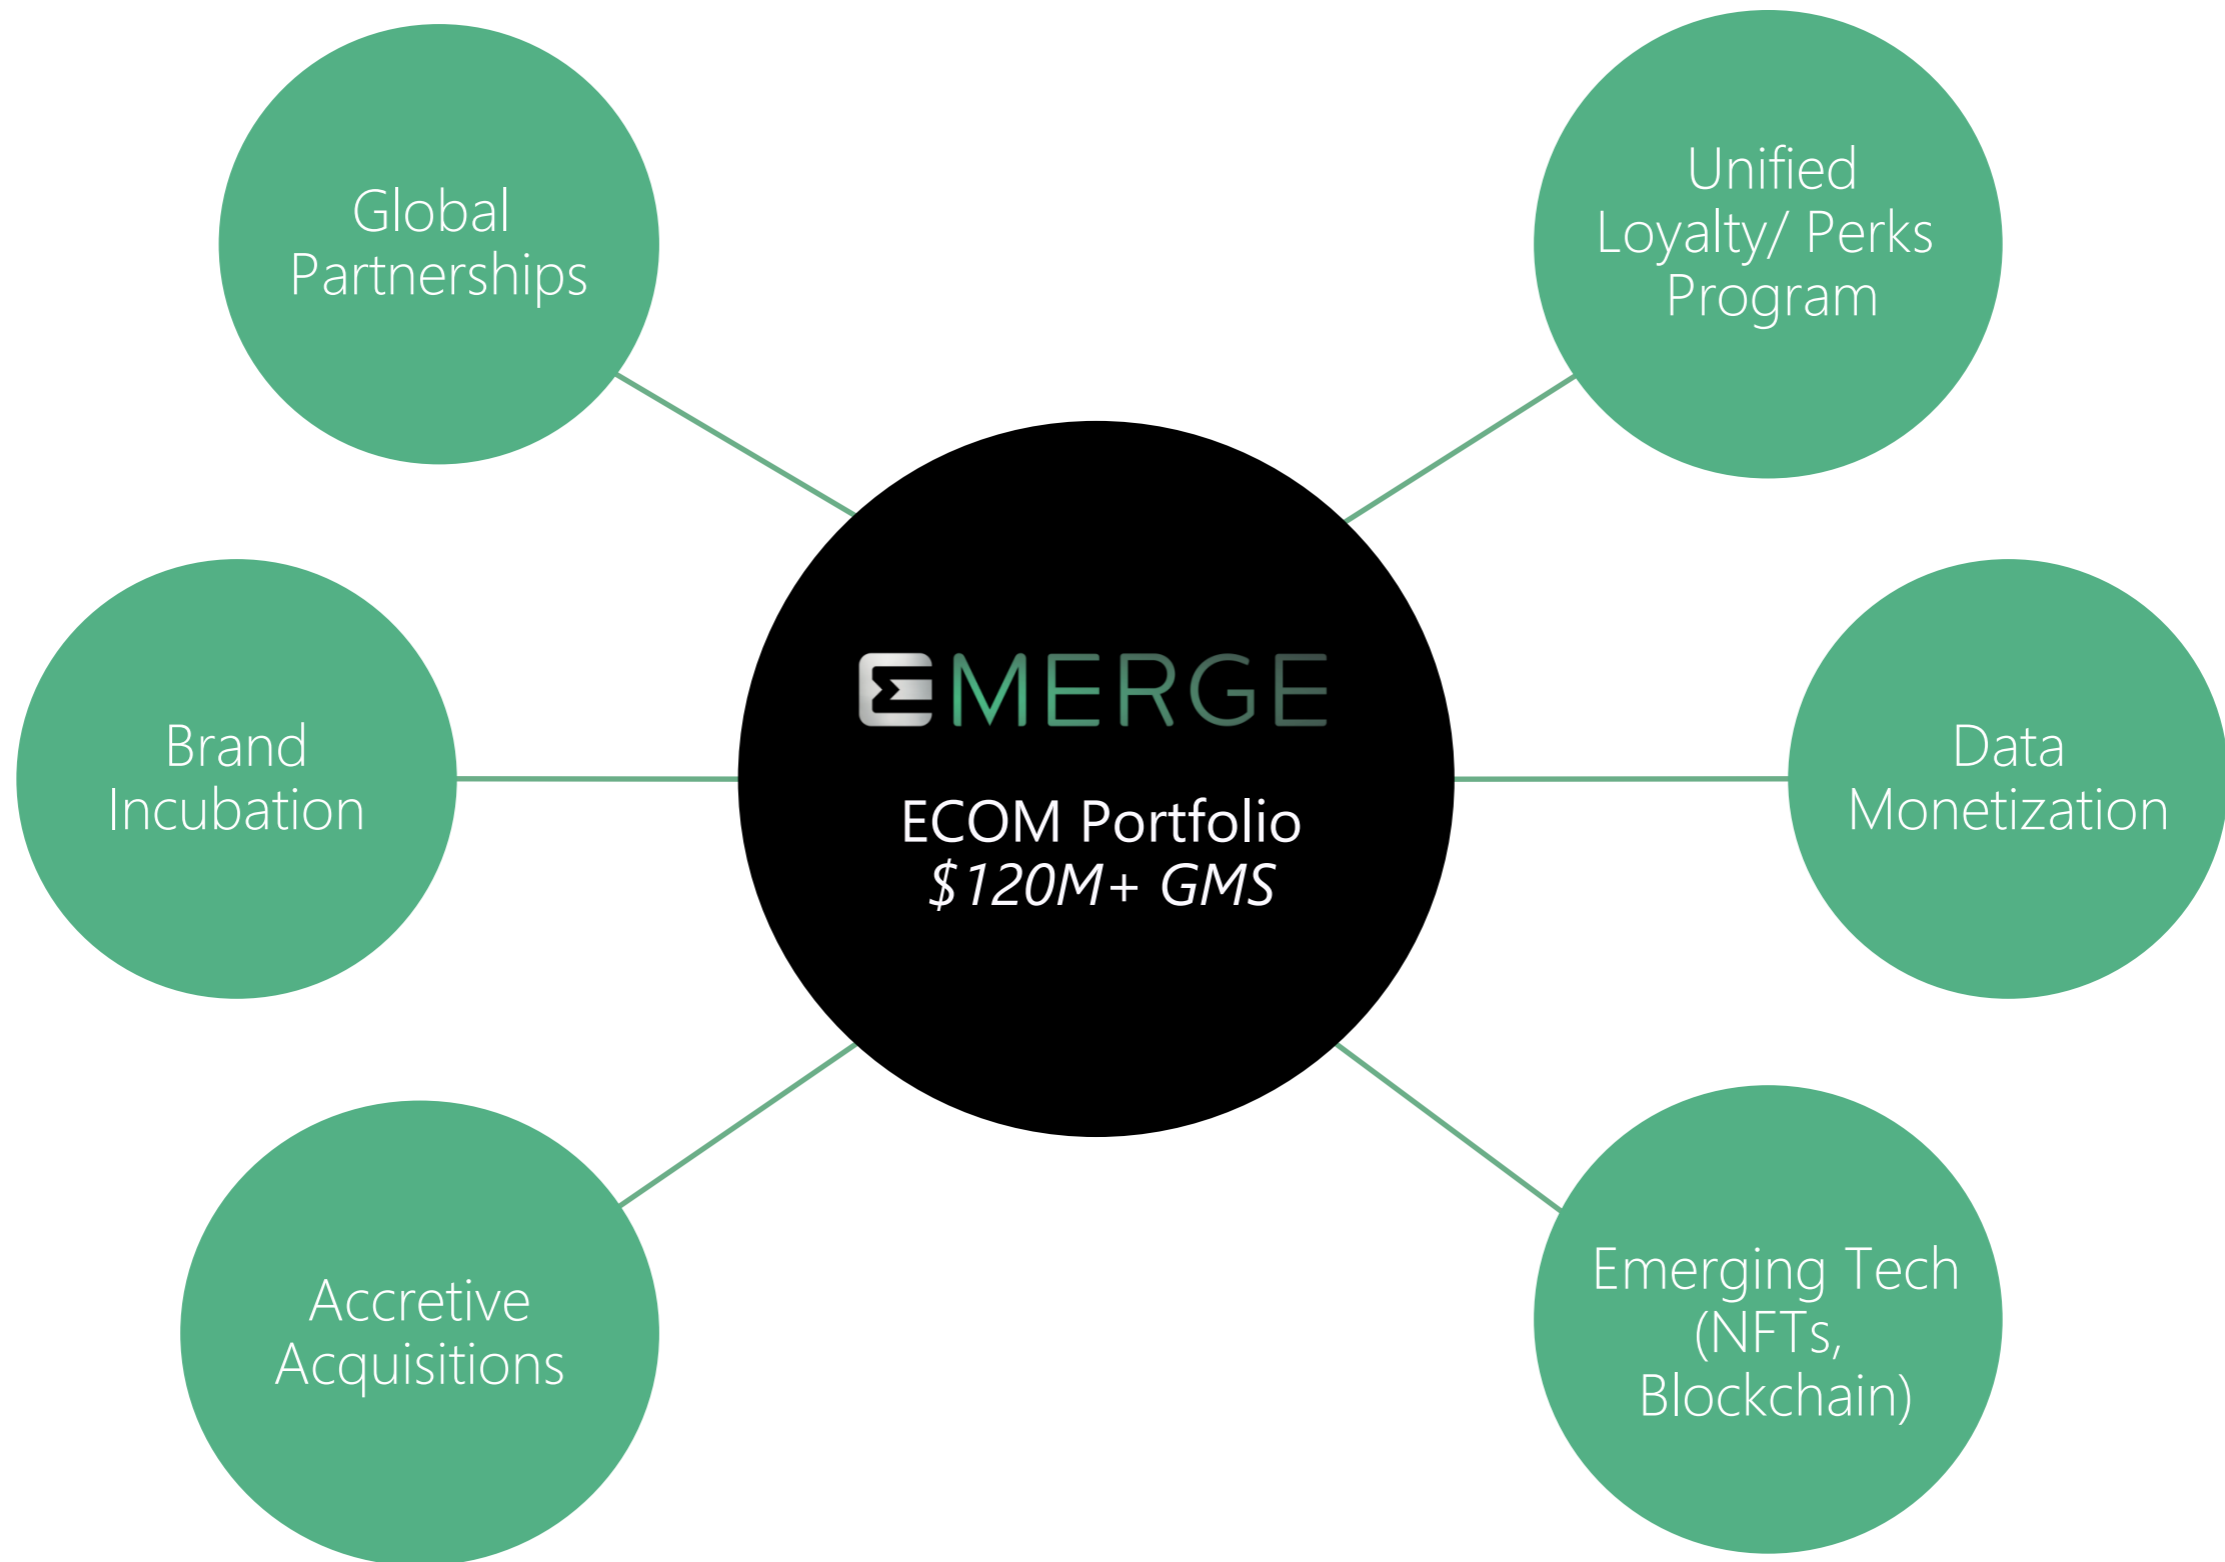 Global
Partnerships
Unified
Loyalty/ Perks
Program
Brand
Incubation
EMERGE
ECOM Portfolio
$120M+ GMS
Data
Monetization
Accretive
Acquisitions
Emerging Tech
(NFTs,
Blockchain)